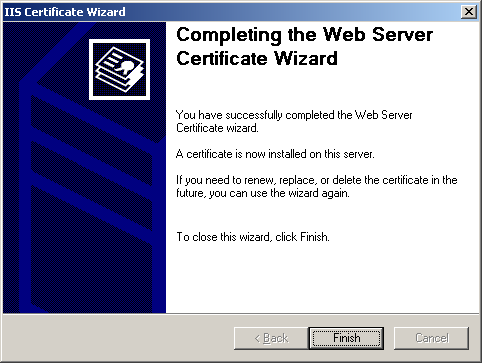 IIS Certificate Wizard
Completing the Web Server
Certificate Wizard
You have successfully completed the Web Server
Certificate wizard.
A certificate is now installed on this server.
If you need to renew, replace, or delete the certificate in the
future, you can use the wizard again.
To close this wizard, click Finish.
< Back
Finish
Cancel